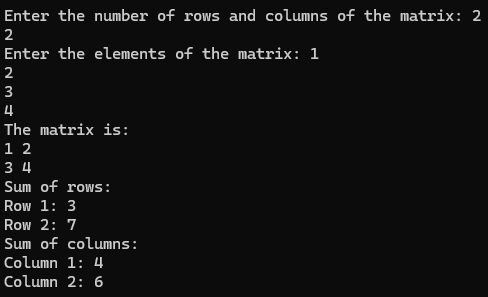 Enter the number of rows and columns of the matrix: 2
2
Enter the elements of the matrix: 1
2
3
4
The matrix is:
1 2
3 4
Sum of rows:
Row 1: 3
Row 2: 7
Sum of columns:
Column 1: 4
Column 2: 6